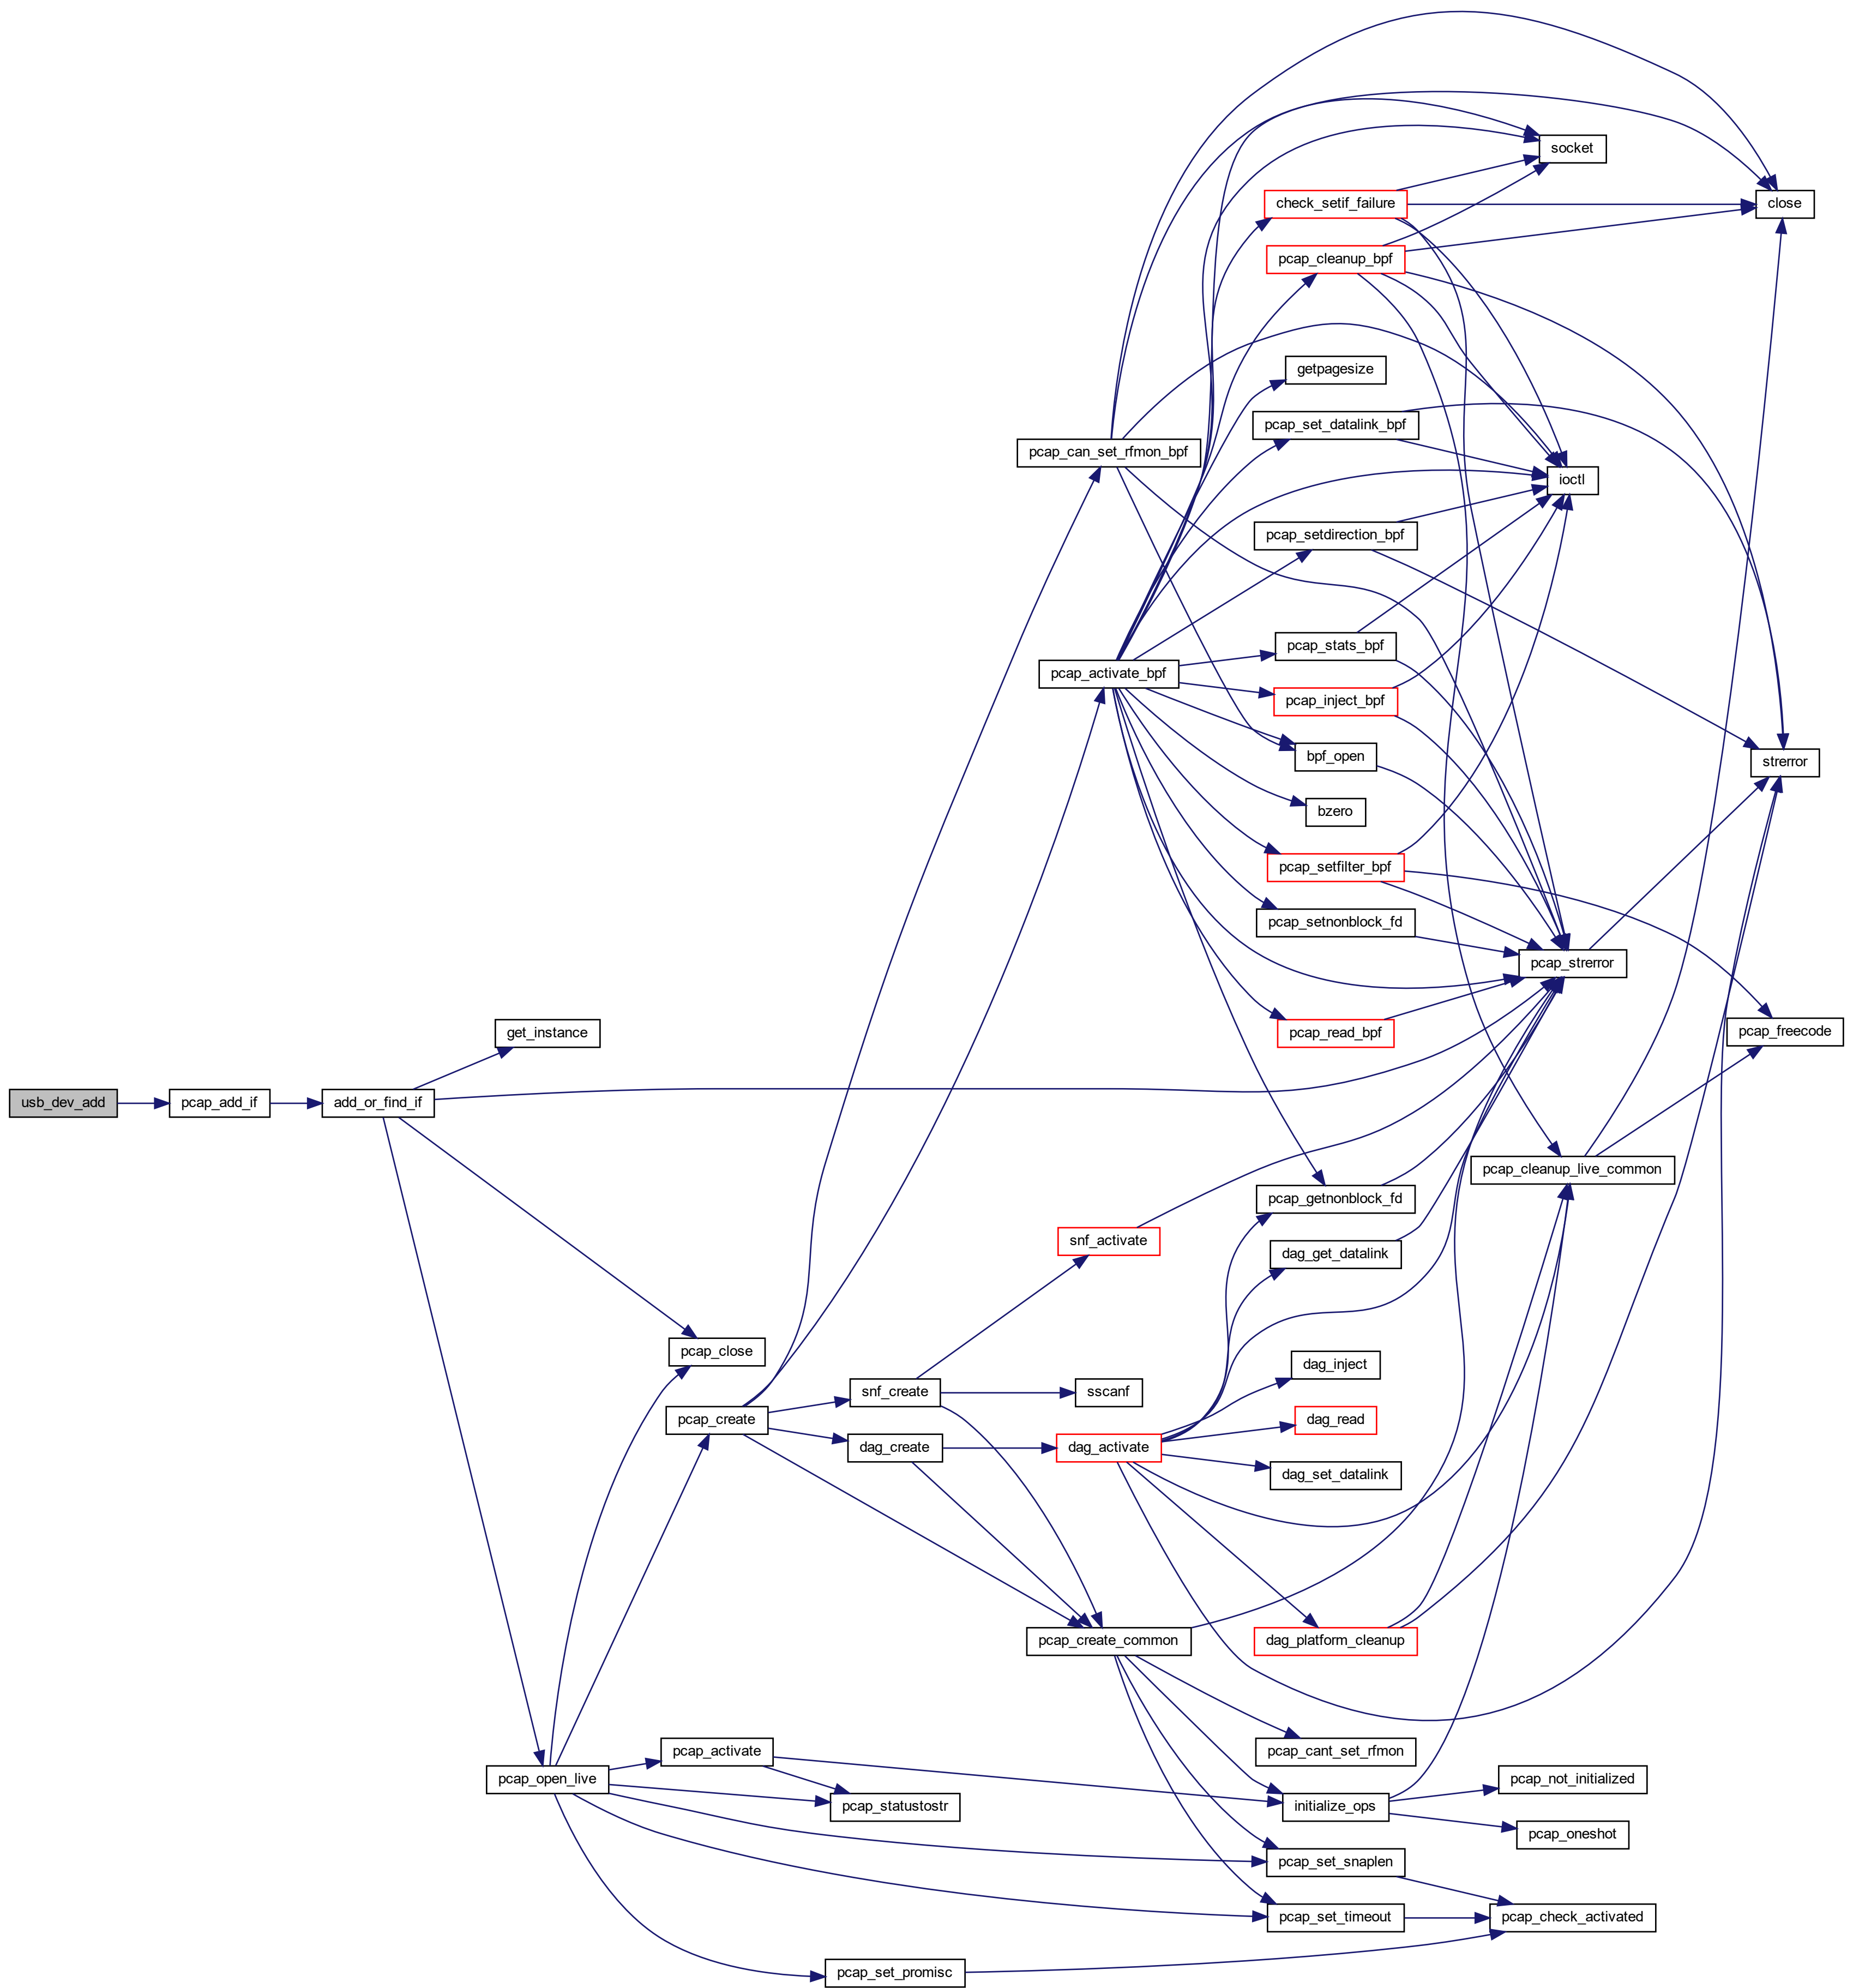 socket
close
check_setif_failure
pcap_cleanup_bpf
getpagesize
pcap_set_datalink_bpf
pcap_can_set_rfmon_bpf
ioctl
pcap_setdirection_bpf
pcap_stats_bpf
pcap_activate_bpf
pcap_inject_bpf
bpf_open
strerror
bzero
pcap_setfilter_bpf
pcap_setnonblock_fd
pcap_strerror
get_instance
pcap_read_bpf
pcap_freecode
usb_dev_add
pcap_add_if
add_or_find_if
pcap_cleanup_live_common
pcap_getnonblock_fd
snf_activate
dag_get_datalink
pcap_close
dag_inject
snf_create
sscanf
pcap_create
dag_read
dag_create
dag_activate
dag_set_datalink
pcap_create_common
dag_platform_cleanup
pcap_activate
pcap_cant_set_rfmon
pcap_open_live
pcap_not_initialized
pcap_statustostr
initialize_ops
pcap_oneshot
pcap_set_snaplen
pcap_set_timeout
pcap_check_activated
pcap_set_promisc